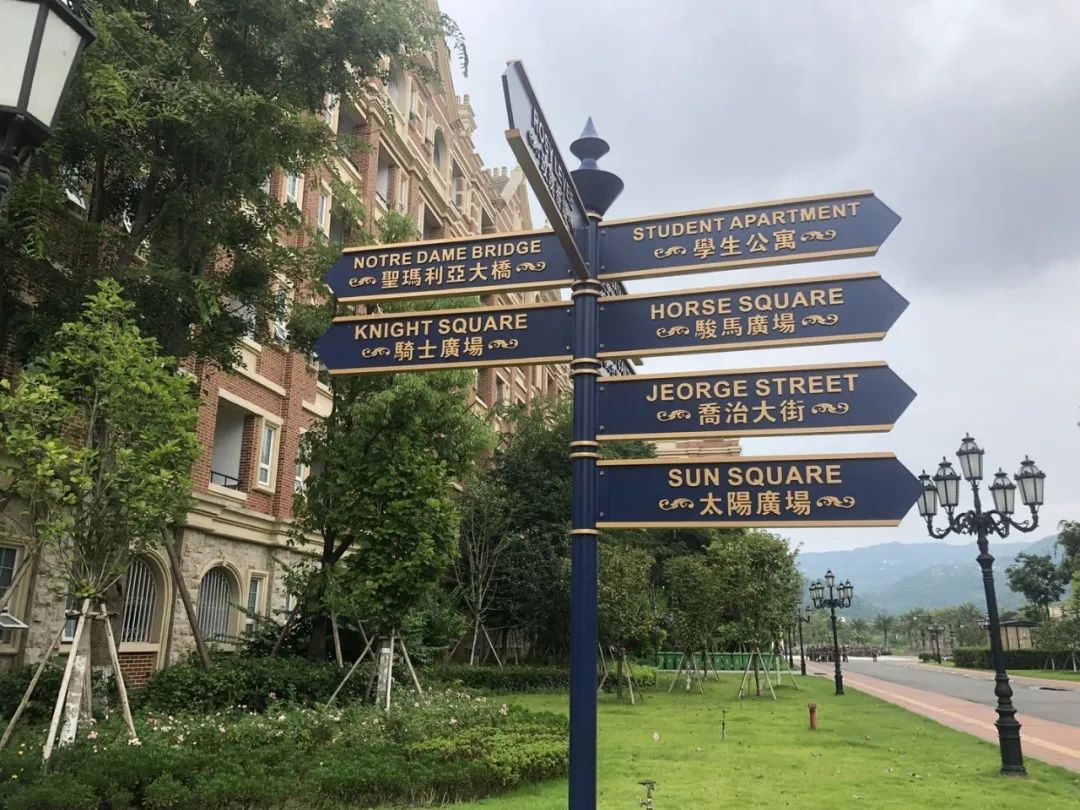 NOTRE DAME BRIDGE
聖瑪利亞大橋
KNIGHT SQUARE
騎士廣場
STUDENT APARTMENT
學生公寓
HORSE SQUARE
駿馬廣場
JEORGE STREET
喬治大街
SUN SQUARE
太陽廣場